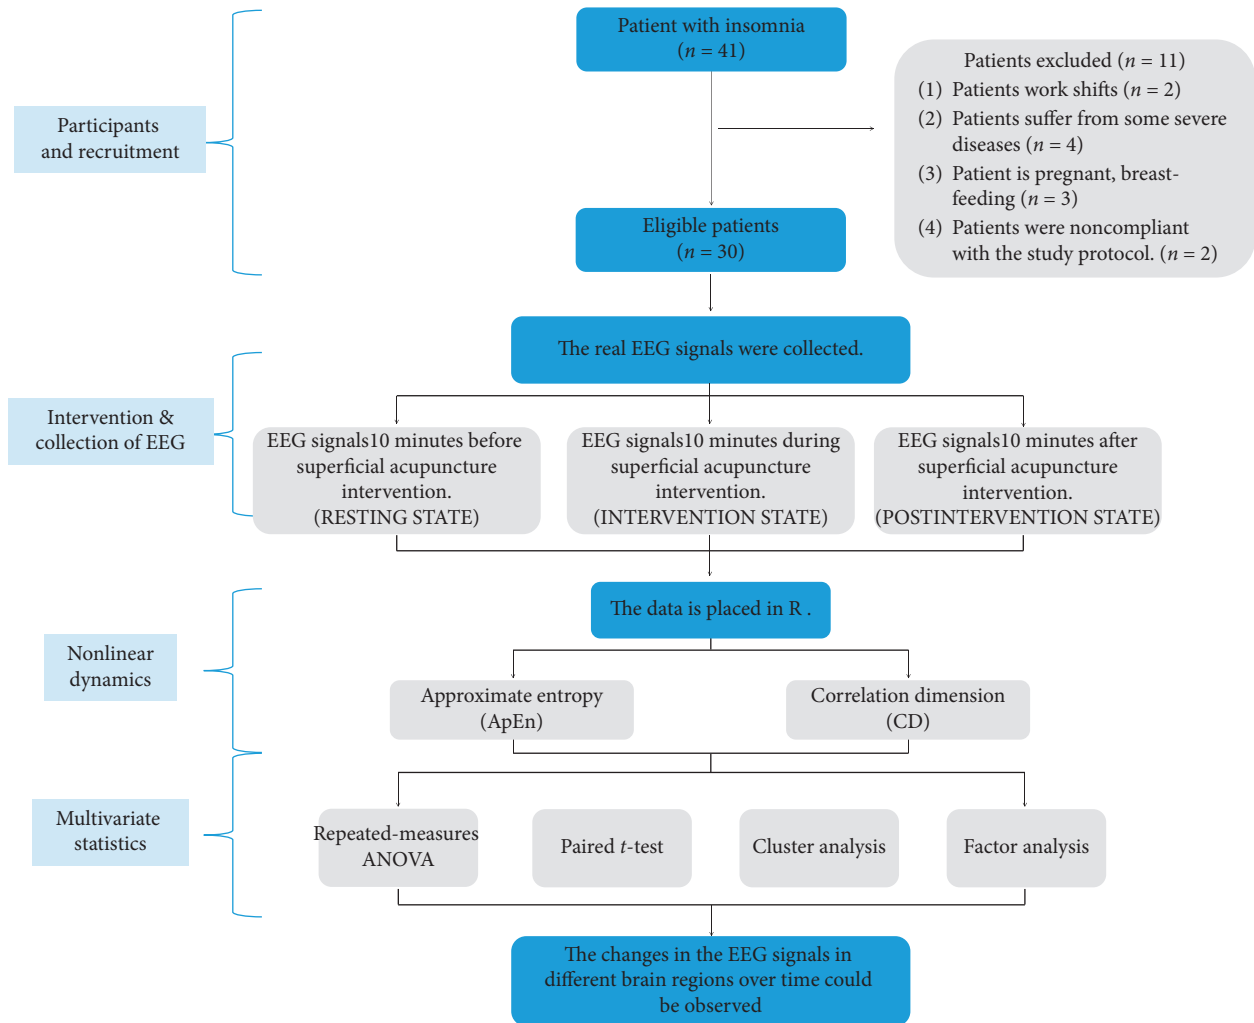 Patient with insomnia
(n = 41)
Patients excluded (n = 11)
(1) Patients work shifts (n = 2)
(2) Patients suffer from some severe
diseases (n = 4)
(3) Patient is pregnant, breast-
feeding (n = 3)
(4) Patients were noncompliant
with the study protocol. (n = 2)
Participants
and recruitment
Eligible patients
(n = 30)
The real EEG signals were collected.
Intervention &
collection of EEG
EEG signals10 minutes before
superficial acupuncture
intervention.
(RESTING STATE)
EEG signals10 minutes during
superficial acupuncture
intervention.
(INTERVENTION STATE)
EEG signals10 minutes after
superficial acupuncture
intervention.
(POSTINTERVENTION STATE)
The data is placed in R .
Nonlinear
dynamics
Approximate entropy
(ApEn)
Correlation dimension
(CD)
Multivariate
statistics
Repeated-measures
ANOVA
Paired t-test
Cluster analysis
Factor analysis
The changes in the EEG signals in
different brain regions over time could
be observed